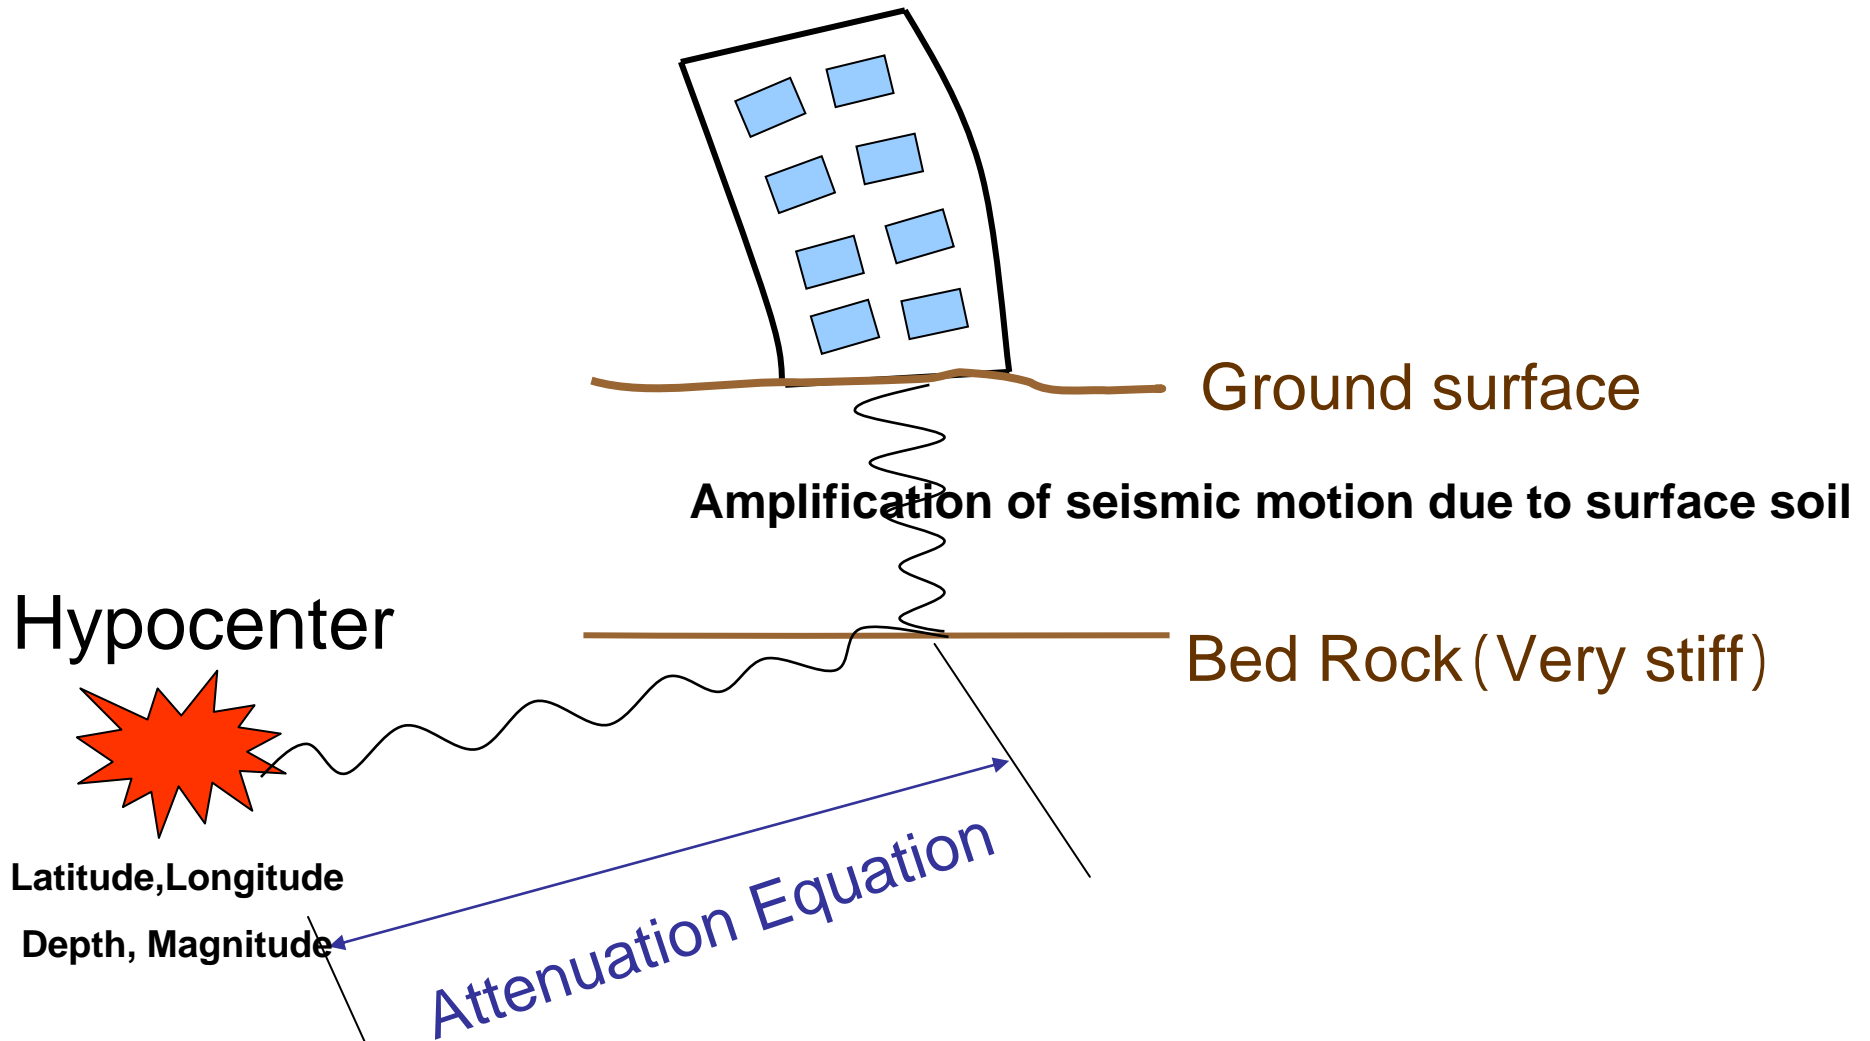 Ground surface
Amplification of seismic motion due to surface soil
Hypocenter
Bed Rock(Very stiff)
Latitude,Longitude
Depth, Magnitude
Attenuation Equation